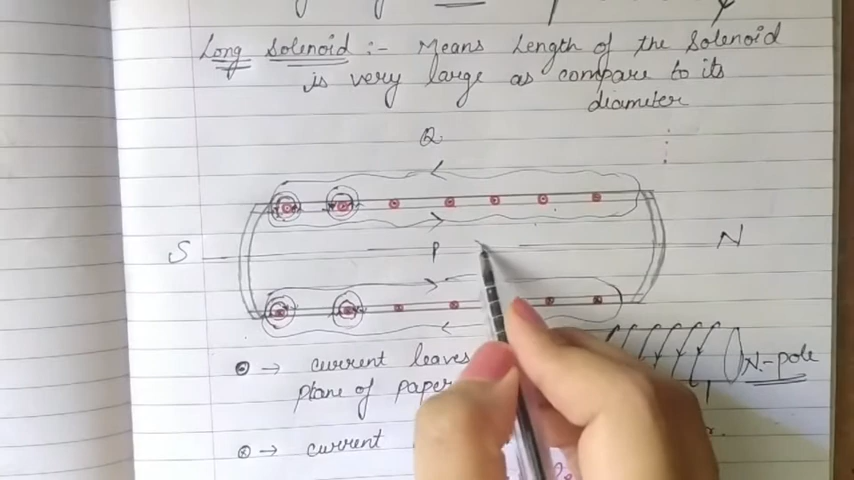 Long Solenoid :- Means Length of the Solenoid
is very large as compare to its
diameter
Q
S
P
N
⊙ → current leaves
plane of paper
N-pole
⊗ → current